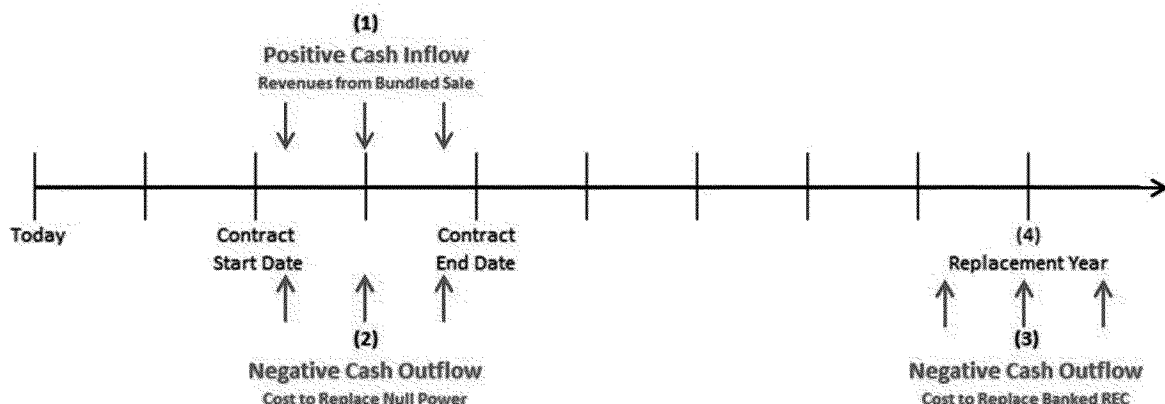 (1)
Positive Cash Inflow
Revenues from Bundled Sale
Today
Contract
Start Date
Contract
End Date
(4)
Replacement Year
(2)
Negative Cash Outflow
Cost to Replace Null Power
(3)
Negative Cash Outflow
Cost to Replace Banked REC